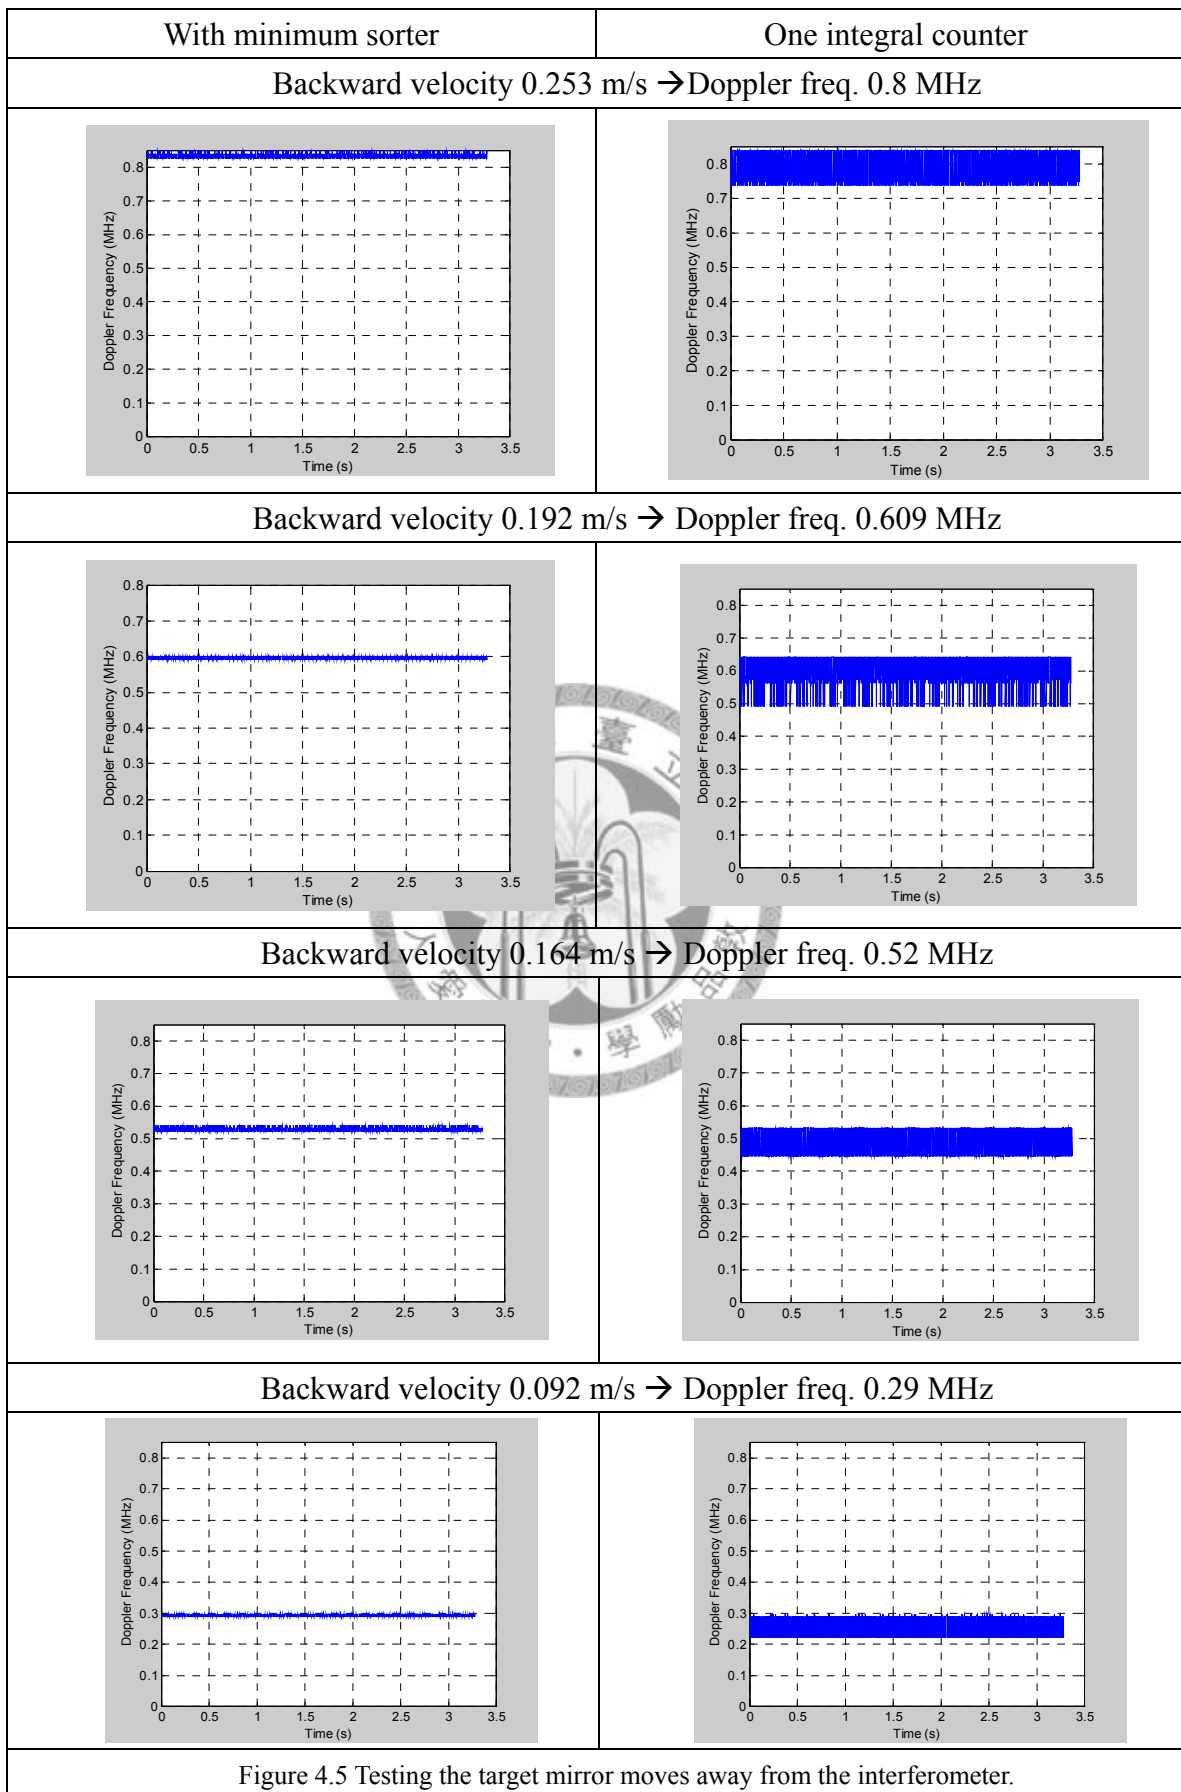 With minimum sorter
One integral counter
Backward velocity 0.253 m/s →Doppler freq. 0.8 MHz
Doppler Frequency (MHz)
0.8
0.7
0.6
0.5
0.4
0.3
0.2
0.1
0
0 0.5 1 1.5 2 2.5 3 3.5
Time (s)
Doppler Frequency (MHz)
0.8
0.7
0.6
0.5
0.4
0.3
0.2
0.1
0
0 0.5 1 1.5 2 2.5 3 3.5
Time (s)
Backward velocity 0.192 m/s → Doppler freq. 0.609 MHz
Doppler Frequency (MHz)
0.8
0.7
0.6
0.5
0.4
0.3
0.2
0.1
0
0 0.5 1 1.5 2 2.5 3 3.5
Time (s)
Doppler Frequency (MHz)
0.8
0.7
0.6
0.5
0.4
0.3
0.2
0.1
0
0 0.5 1 1.5 2 2.5 3 3.5
Time (s)
Backward velocity 0.164 m/s → Doppler freq. 0.52 MHz
Doppler Frequency (MHz)
0.8
0.7
0.6
0.5
0.4
0.3
0.2
0.1
0
0 0.5 1 1.5 2 2.5 3 3.5
Time (s)
Doppler Frequency (MHz)
0.8
0.7
0.6
0.5
0.4
0.3
0.2
0.1
0
0 0.5 1 1.5 2 2.5 3 3.5
Time (s)
Backward velocity 0.092 m/s → Doppler freq. 0.29 MHz
Doppler Frequency (MHz)
0.8
0.7
0.6
0.5
0.4
0.3
0.2
0.1
0
0 0.5 1 1.5 2 2.5 3 3.5
Time (s)
Doppler Frequency (MHz)
0.8
0.7
0.6
0.5
0.4
0.3
0.2
0.1
0
0 0.5 1 1.5 2 2.5 3 3.5
Time (s)
Figure 4.5 Testing the target mirror moves away from the interferometer.